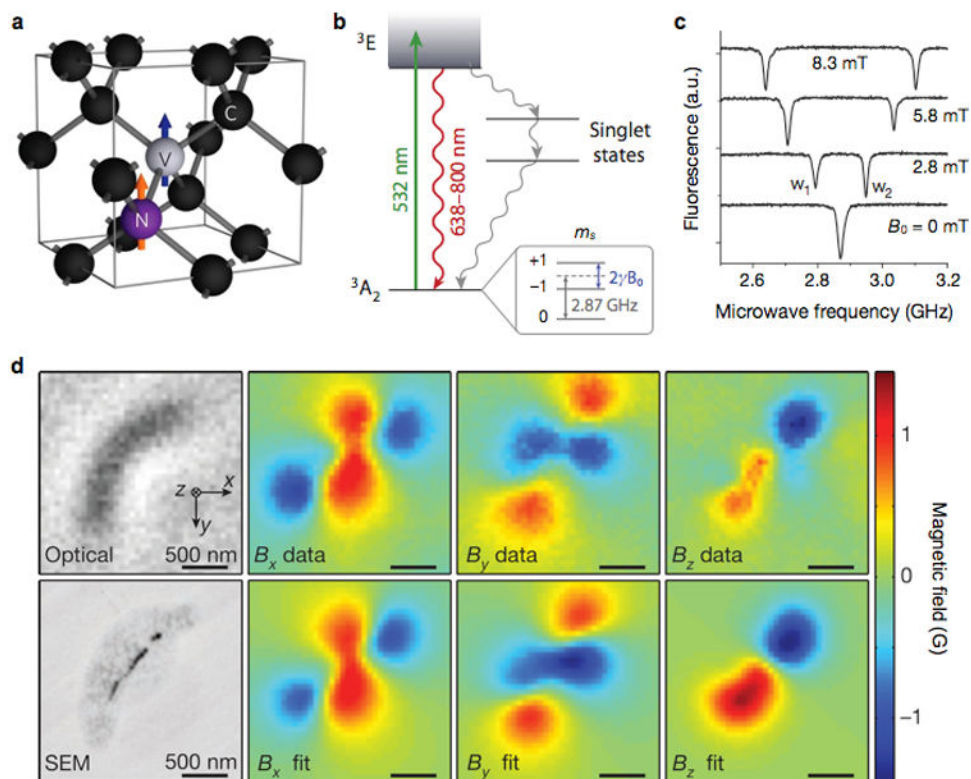 a
V
C
N
b
³E
532 nm
638–800 nm
Singlet
states
³A₂
mₛ
+1
−1
0
2γB₀
2.87 GHz
c
Fluorescence (a.u.)
8.3 mT
5.8 mT
2.8 mT
w₁
w₂
B₀ = 0 mT
2.6
2.8
3.0
3.2
Microwave frequency (GHz)
d
z
x
y
Optical
500 nm
Bₓ data
B_y data
B_z data
SEM
500 nm
Bₓ fit
B_y fit
B_z fit
1
0
−1
Magnetic field (G)